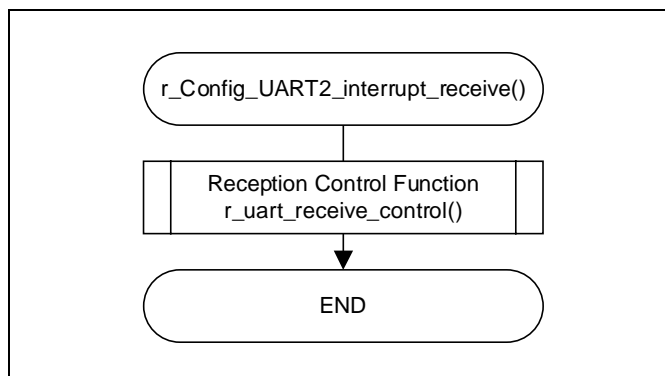 r_Config_UART2_interrupt_receive()
Reception Control Function
r_uart_receive_control()
END